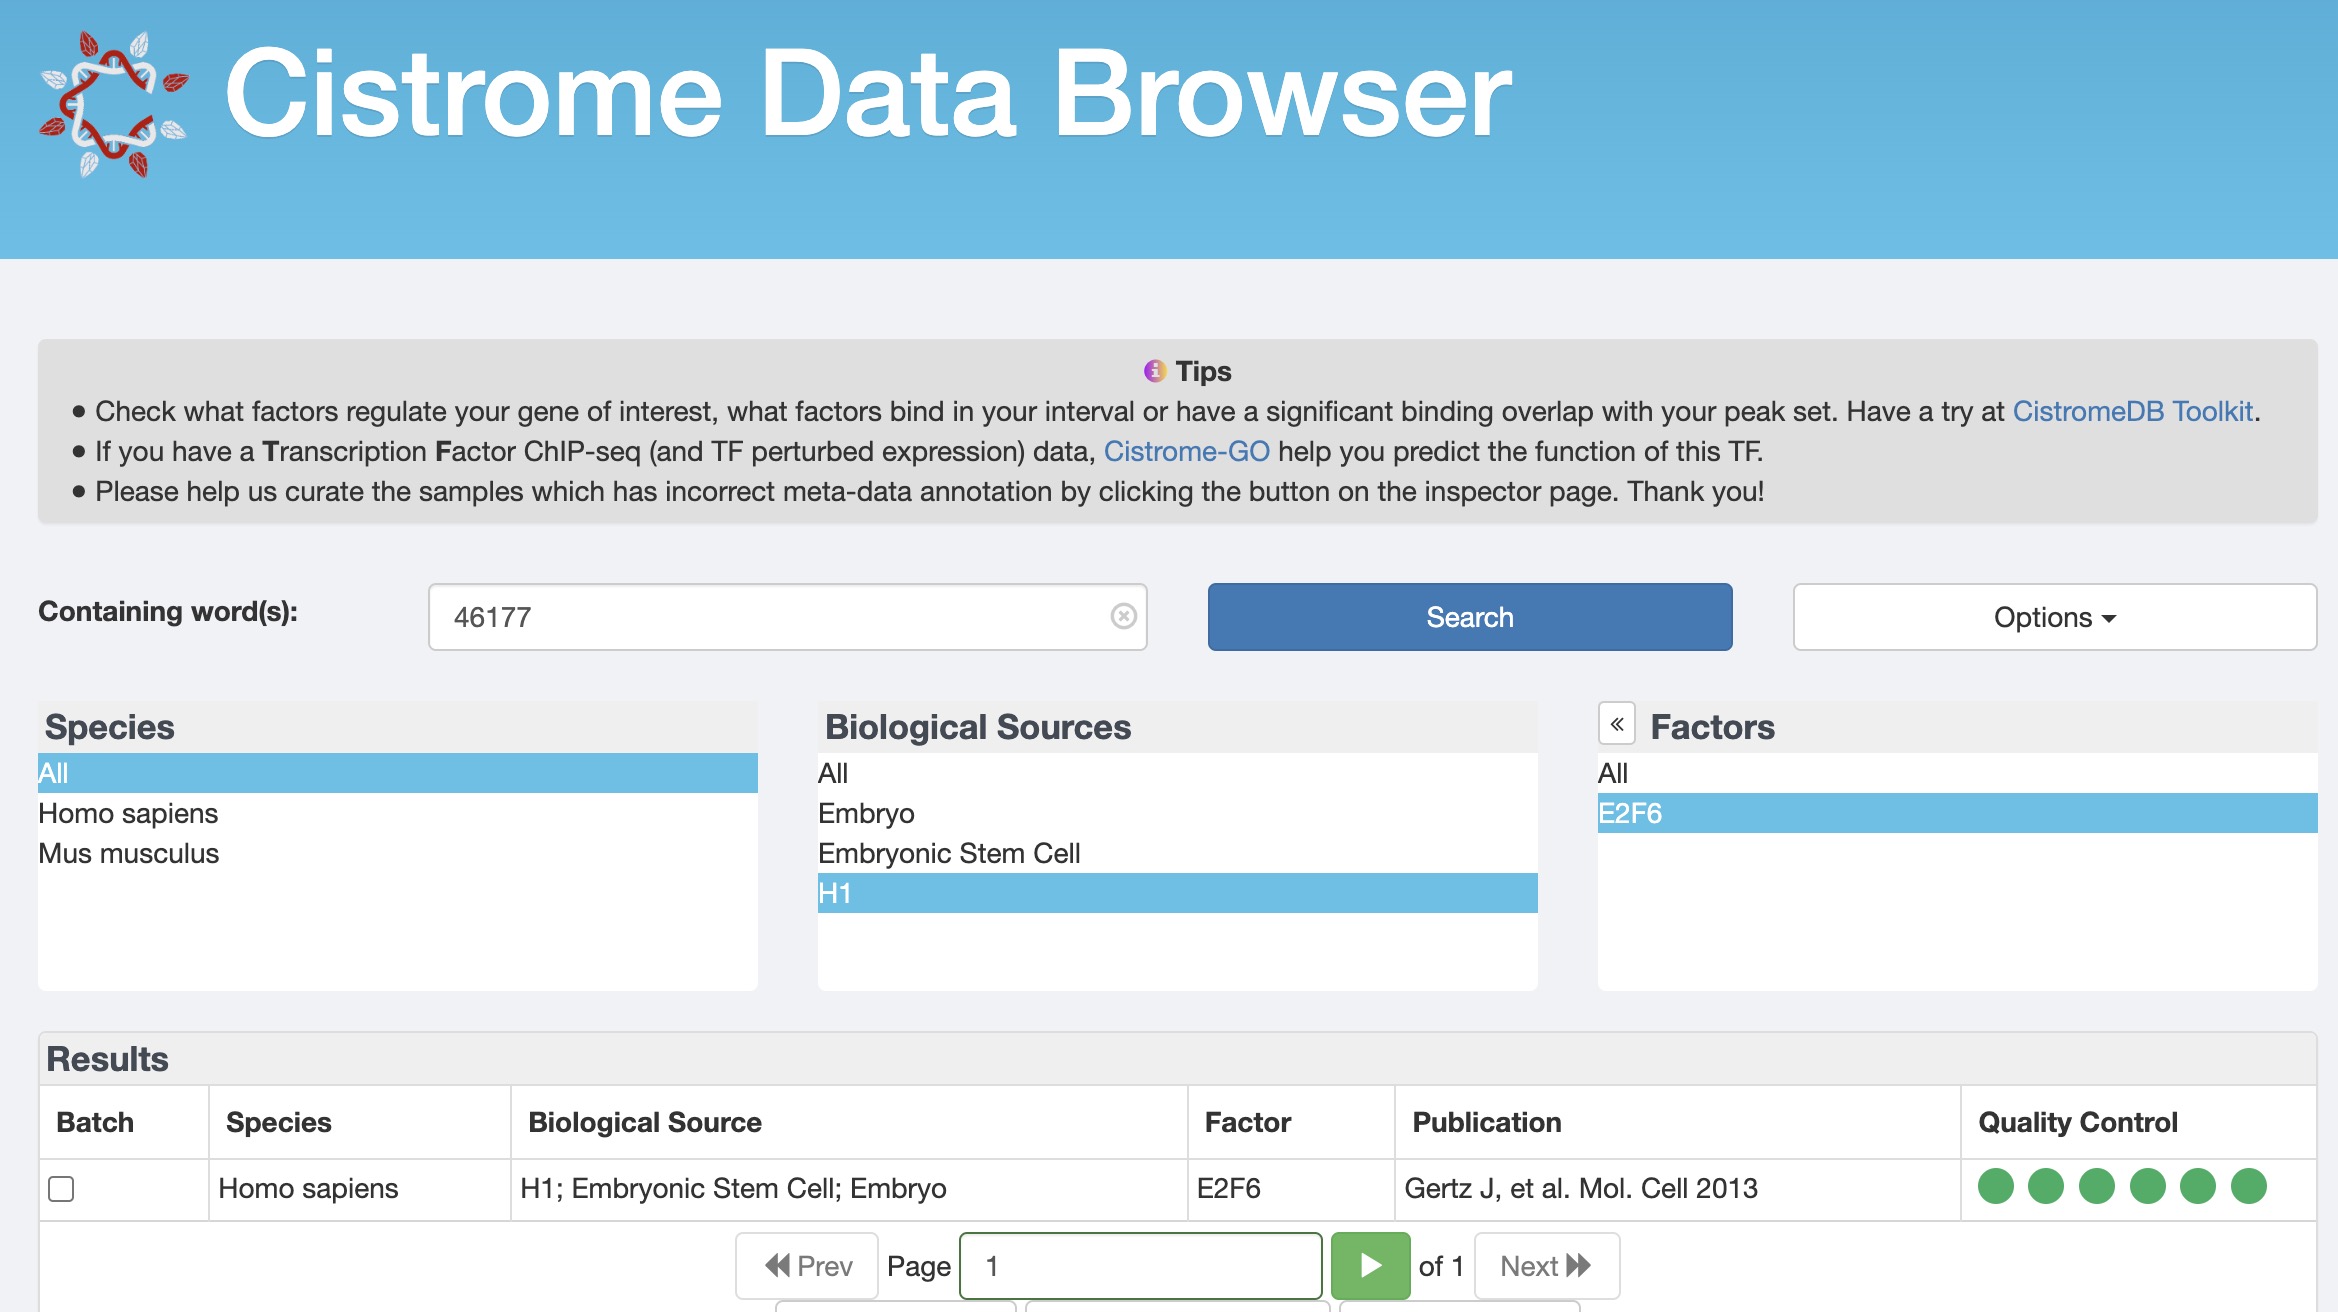 Cistrome Data Browser
Tips
● Check what factors regulate your gene of interest, what factors bind in your interval or have a significant binding overlap with your peak set. Have a try at CistromeDB Toolkit.
● If you have a Transcription Factor ChIP-seq (and TF perturbed expression) data, Cistrome-GO help you predict the function of this TF.
● Please help us curate the samples which has incorrect meta-data annotation by clicking the button on the inspector page. Thank you!
Containing word(s): 46177 Search Options
Species Biological Sources « Factors
All All All
Homo sapiens Embryo E2F6
Mus musculus Embryonic Stem Cell
H1
Results
Batch Species Biological Source Factor Publication Quality Control
Homo sapiens H1; Embryonic Stem Cell; Embryo E2F6 Gertz J, et al. Mol. Cell 2013
Prev Page 1 of 1 Next